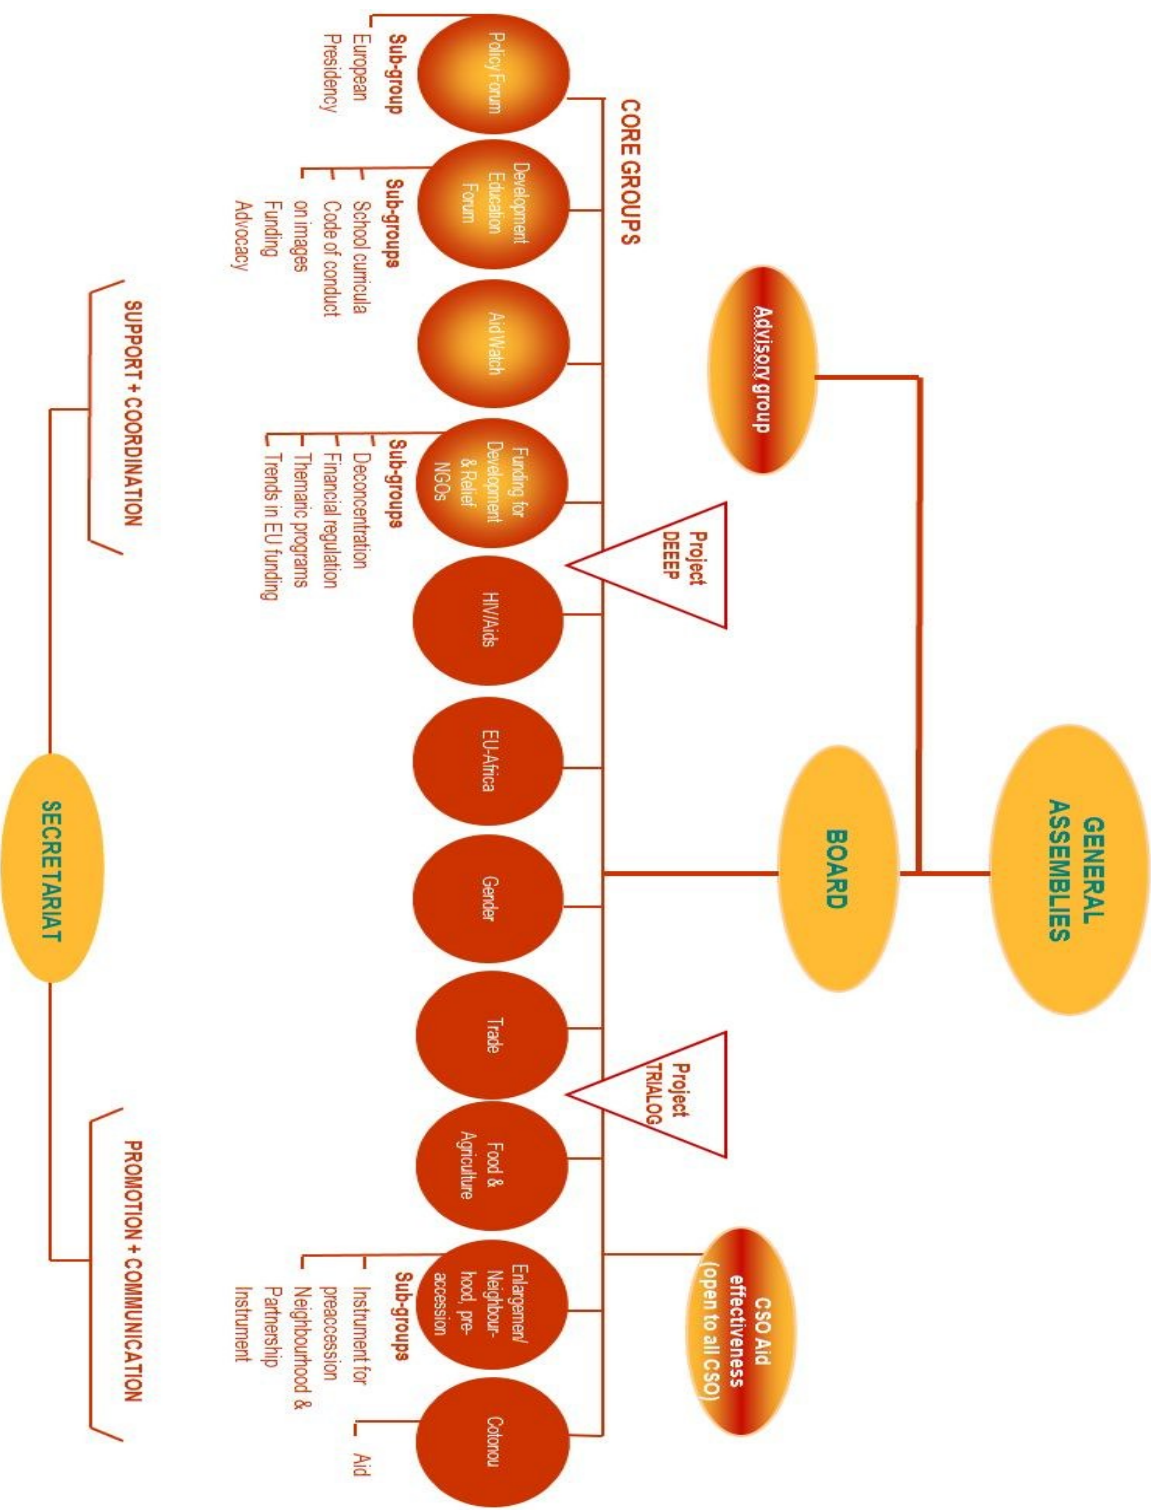 GENERAL
ASSEMBLIES
BOARD
Advisory group
CSO Aid
effectiveness
(open to all CSO)
Project
DEEEP
Project
TRIALOG
CORE GROUPS
Policy Forum
Development
Education
Forum
Aid Watch
Funding for
Development
& Relief
NGOs
HIV/Aids
EU-Africa
Gender
Trade
Food &
Agriculture
Enlargemen/
Neighbour-
hood, pre-
accession
Cotonou
Sub-group
European
Presidency
Sub-groups
School curricula
Code of conduct
on images
Funding
Advocacy
Sub-groups
Deconcentration
Financial regulation
Themaric programs
Trends in EU funding
Sub-groups
Instrument for
preaccession
Neighbourhood &
Partnership
Instrument
Aid
SUPPORT + COORDINATION
PROMOTION + COMMUNICATION
SECRETARIAT